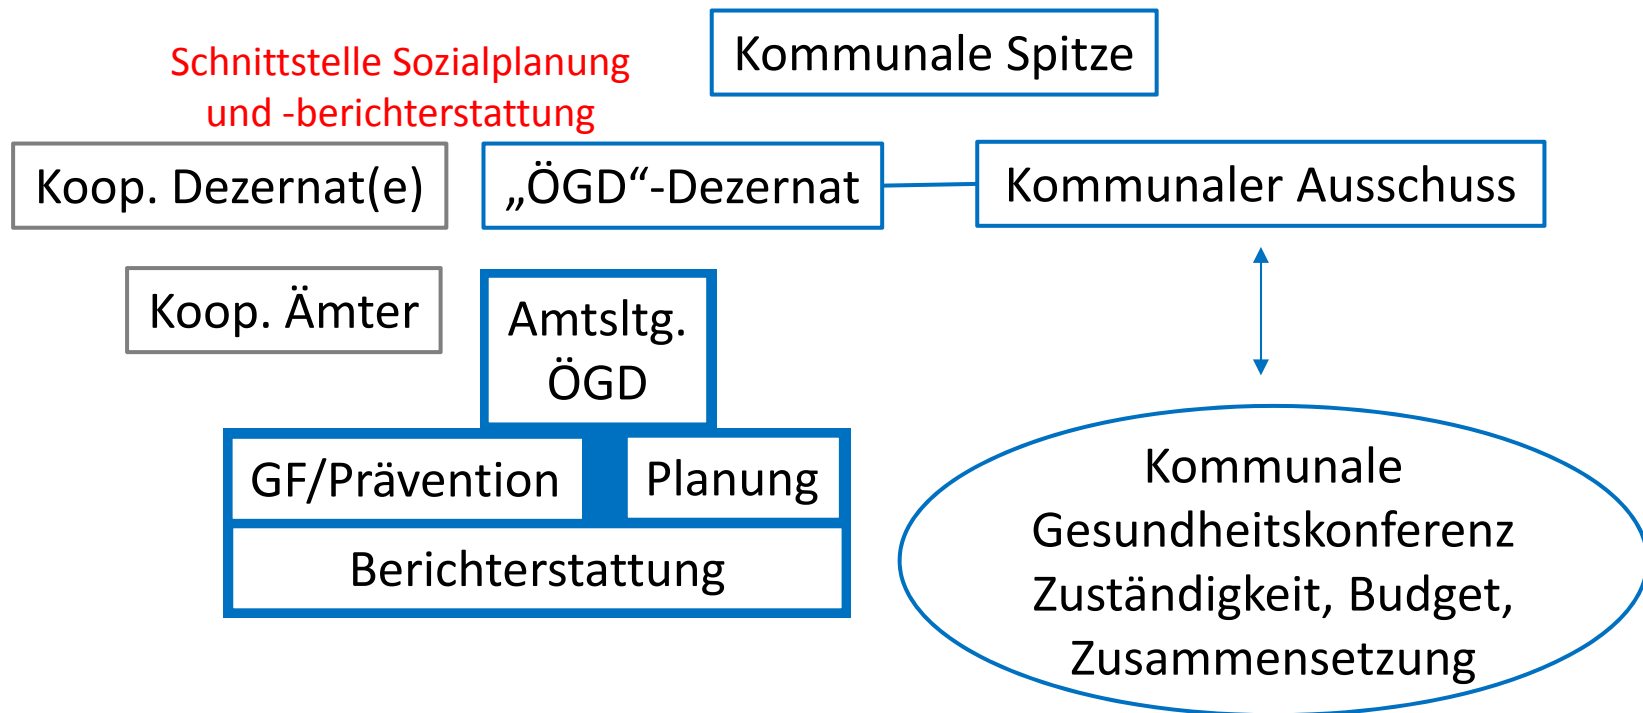 Kommunale Spitze
Schnittstelle Sozialplanung
und -berichterstattung
Koop. Dezernat(e)
„ÖGD“-Dezernat
Kommunaler Ausschuss
Koop. Ämter
Amtsltg.
ÖGD
GF/Prävention
Planung
Berichterstattung
Kommunale
Gesundheitskonferenz
Zuständigkeit, Budget,
Zusammensetzung